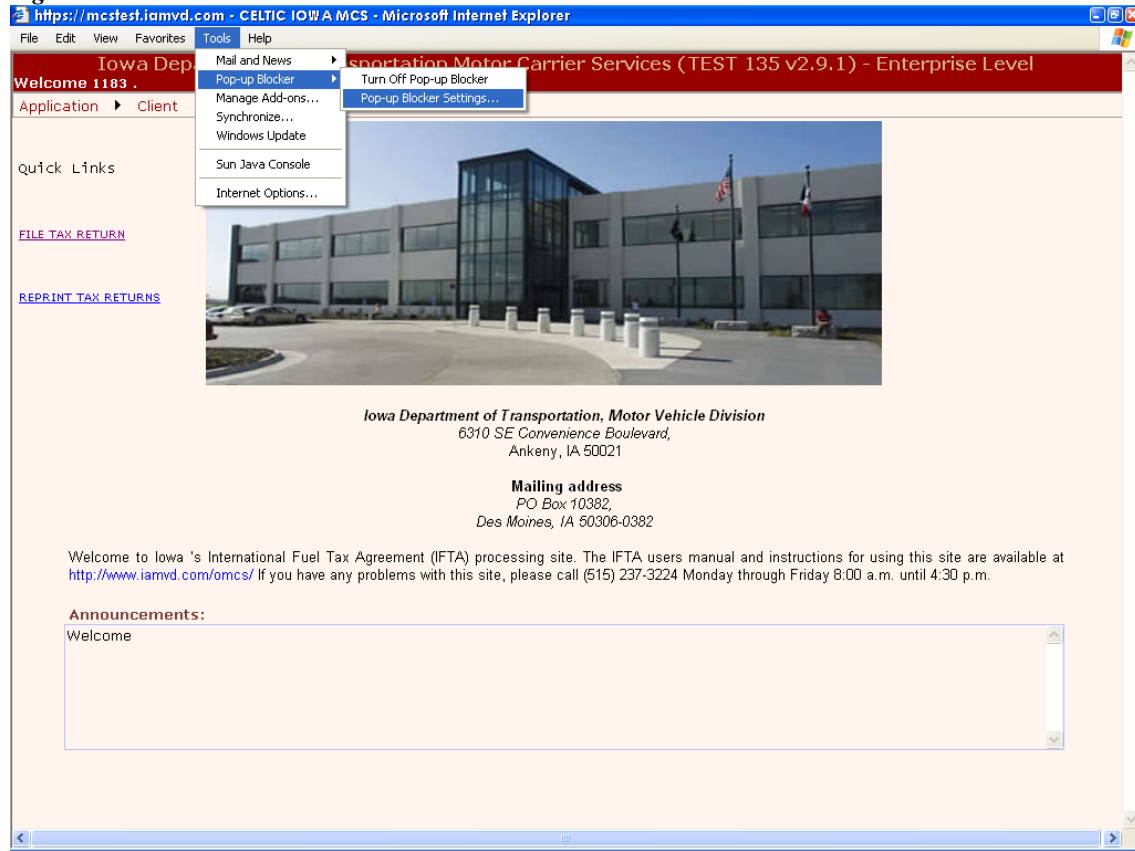 https://mcstest.iamvd.com - CELTIC IOWA MCS - Microsoft Internet Explorer
File Edit View Favorites Tools Help
Iowa Dep sportation Motor Carrier Services (TEST 135 v2.9.1) - Enterprise Level
Welcome 1183 .
Application Client
Mail and News
Pop-up Blocker
Manage Add-ons...
Synchronize...
Windows Update
Sun Java Console
Internet Options...
Turn Off Pop-up Blocker
Pop-up Blocker Settings...
Quick Links
FILE TAX RETURN
REPRINT TAX RETURNS
Iowa Department of Transportation, Motor Vehicle Division
6310 SE Convenience Boulevard,
Ankeny, IA 50021
Mailing address
PO Box 10382,
Des Moines, IA 50306-0382
Welcome to Iowa 's International Fuel Tax Agreement (IFTA) processing site. The IFTA users manual and instructions for using this site are available at
http://www.iamvd.com/omcs/ If you have any problems with this site, please call (515) 237-3224 Monday through Friday 8:00 a.m. until 4:30 p.m.
Announcements:
Welcome